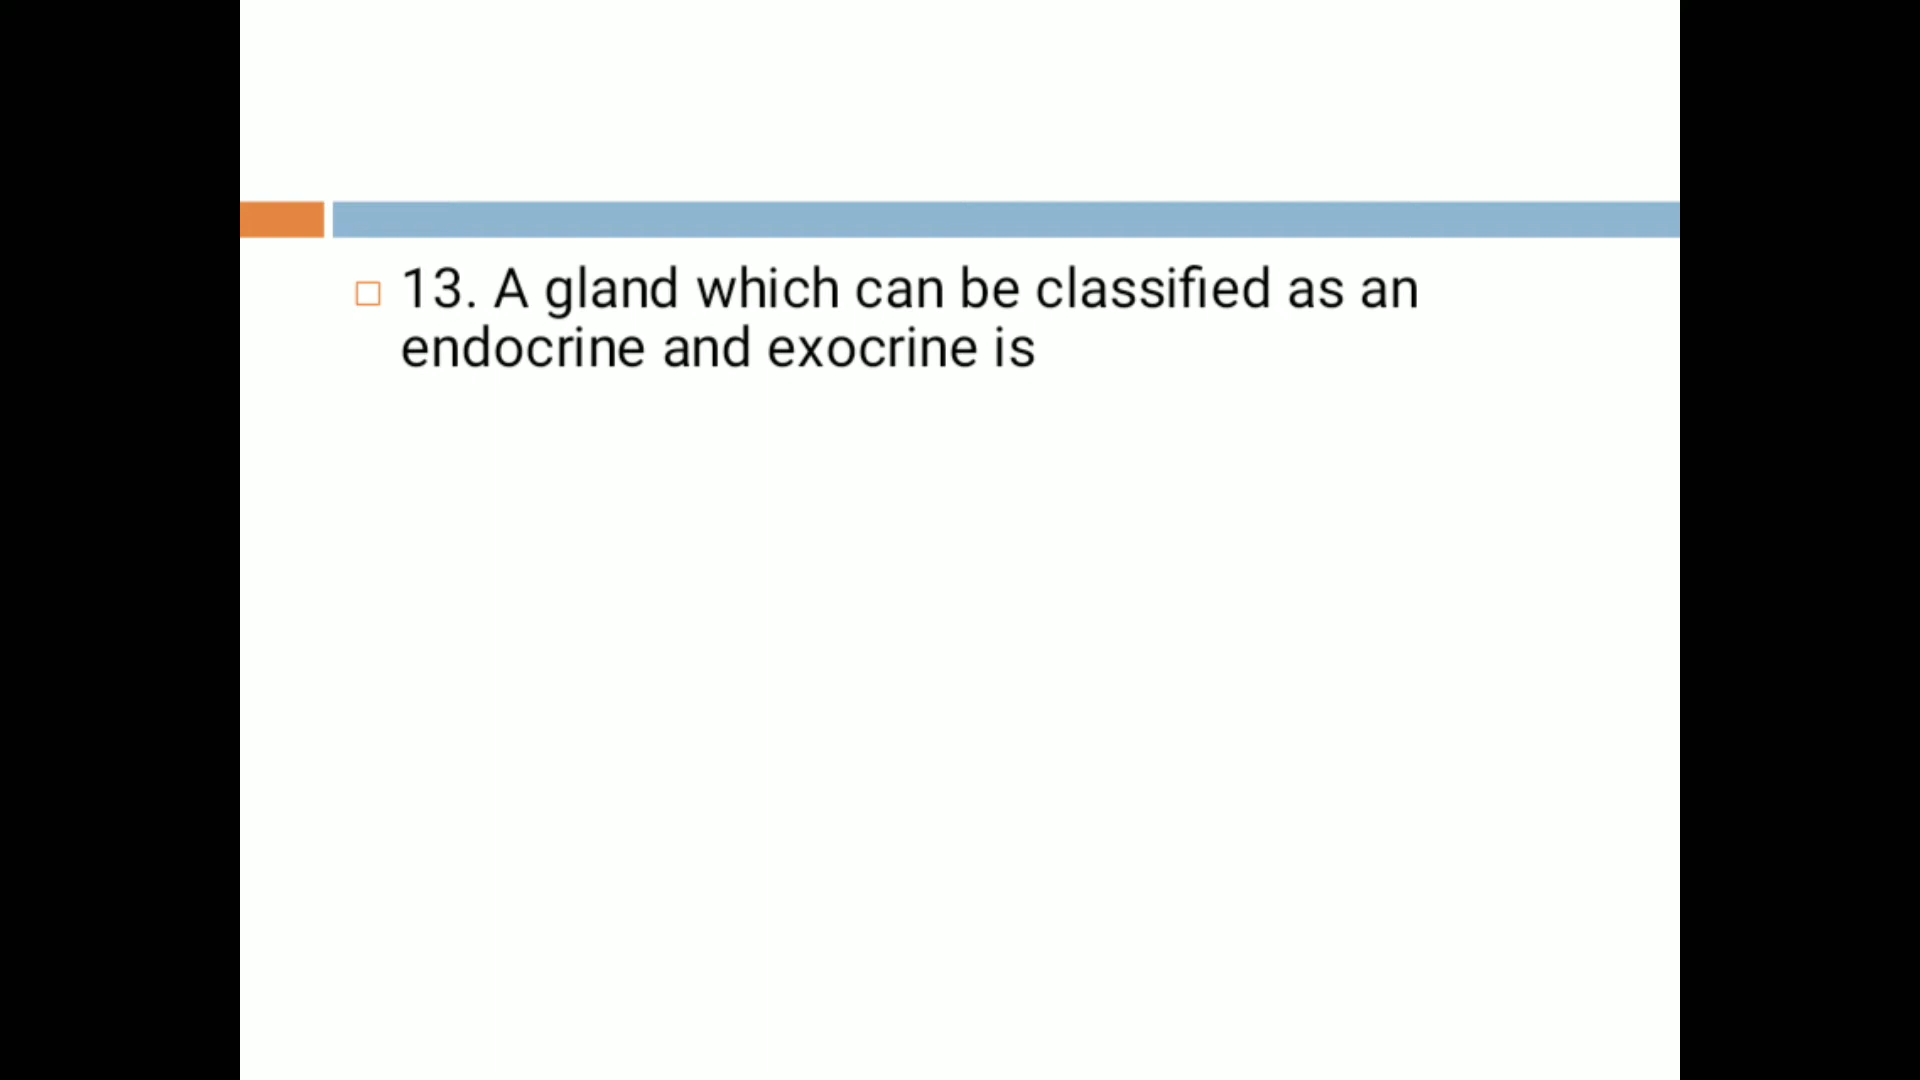 13. A gland which can be classified as an
endocrine and exocrine is